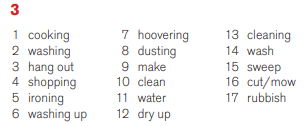 3
1 cooking
2 washing
3 hang out
4 shopping
5 ironing
6 washing up
7 hoovering
8 dusting
9 make
10 clean
11 water
12 dry up
13 cleaning
14 wash
15 sweep
16 cut/mow
17 rubbish